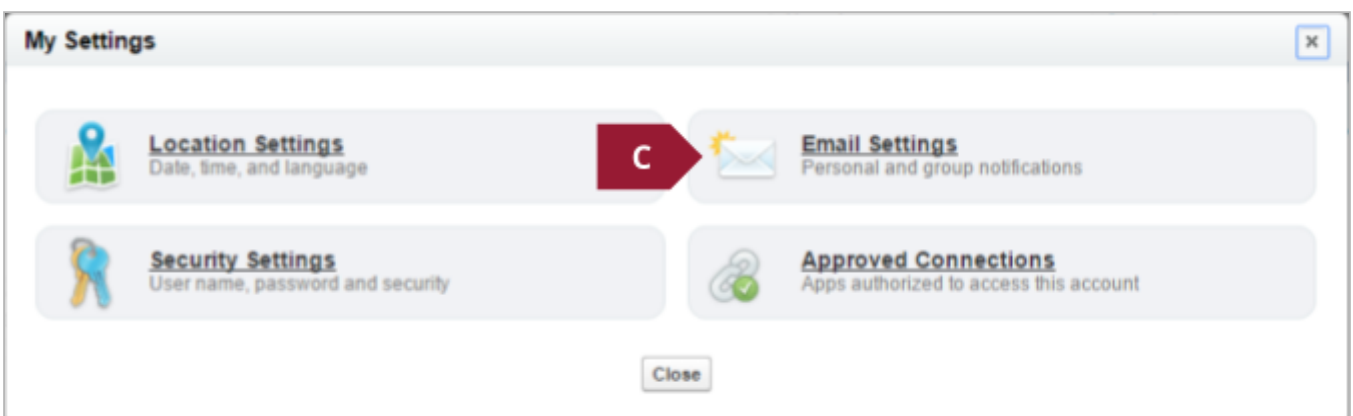 My Settings
×
Location Settings
Date, time, and language
C
Email Settings
Personal and group notifications
Security Settings
User name, password and security
Approved Connections
Apps authorized to access this account
Close